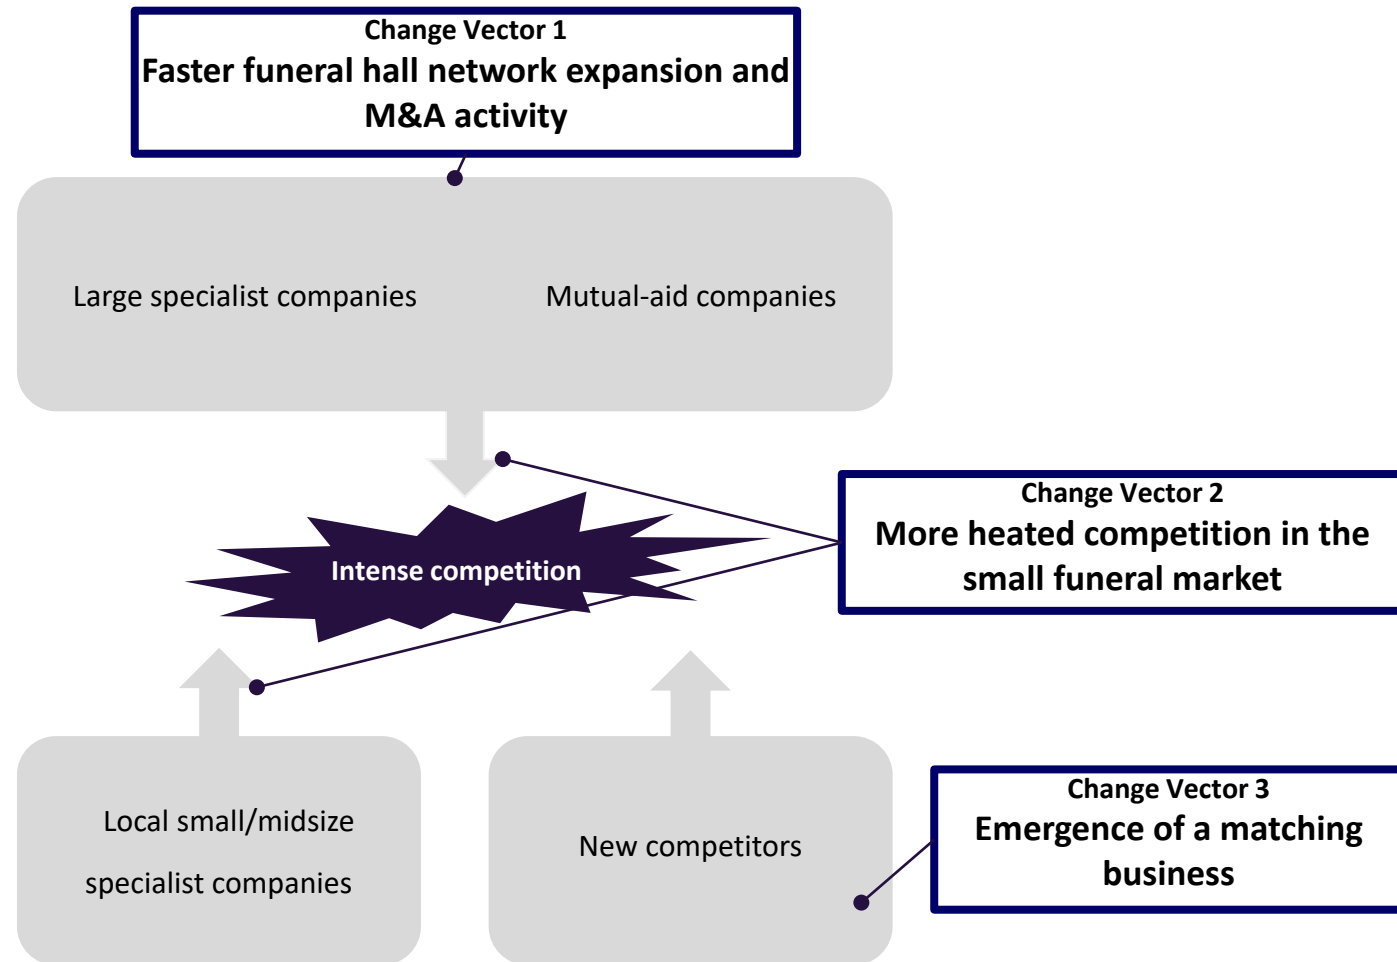 Change Vector 1
Faster funeral hall network expansion and
M&A activity
Large specialist companies
Mutual-aid companies
Change Vector 2
More heated competition in the
small funeral market
Intense competition
Local small/midsize
specialist companies
New competitors
Change Vector 3
Emergence of a matching
business